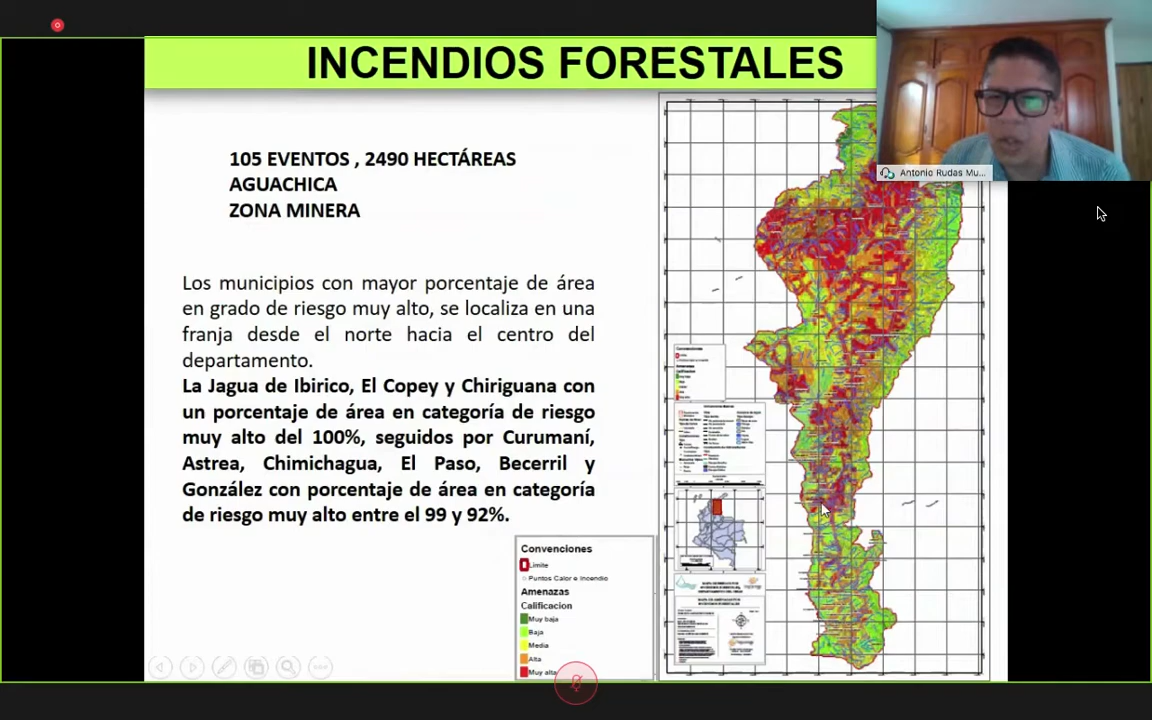 INCENDIOS FORESTALES
Antonio Rudas Mu...
105 EVENTOS , 2490 HECTÁREAS
AGUACHICA
ZONA MINERA
Los municipios con mayor porcentaje de área
en grado de riesgo muy alto, se localiza en una
franja desde el norte hacia el centro del
departamento.
La Jagua de Ibirico, El Copey y Chiriguana con
un porcentaje de área en categoría de riesgo
muy alto del 100%, seguidos por Curumaní,
Astrea, Chimichagua, El Paso, Becerril y
González con porcentaje de área en categoría
de riesgo muy alto entre el 99 y 92%.
Convenciones
Limite
Puntos Calor e Incendio
Amenazas
Calificacion
Muy baja
Baja
Media
Alta
Muy alta